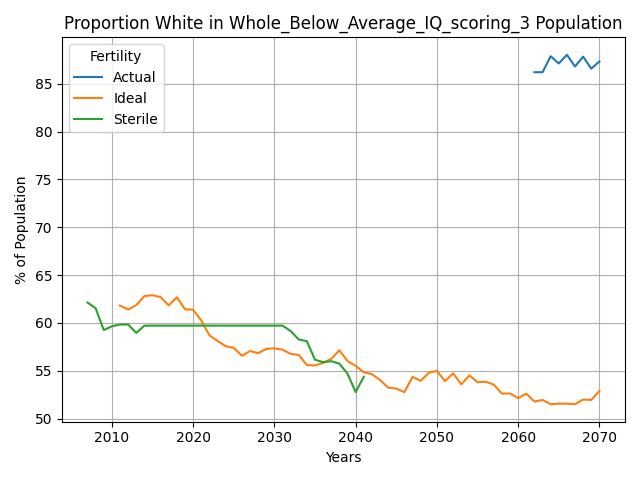 Proportion White in Whole_Below_Average_IQ_scoring_3 Population
Fertility
Actual
Ideal
Sterile
% of Population
85
80
75
70
65
60
55
50
2010 2020 2030 2040 2050 2060 2070
Years